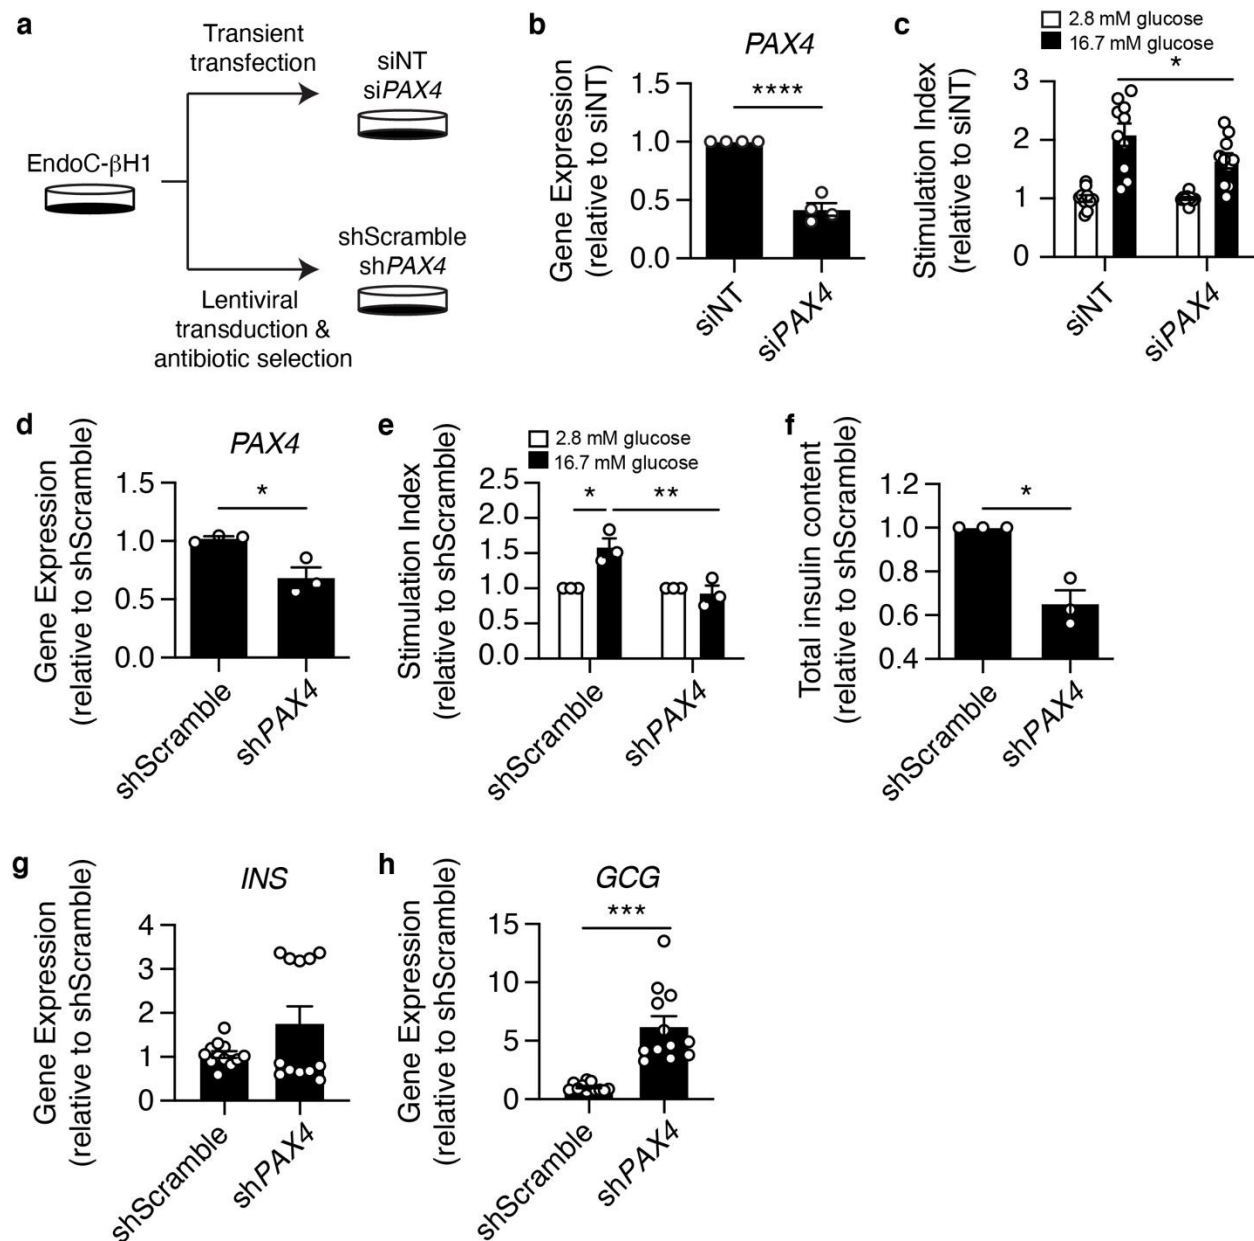 a
Transient
transfection
siNT
siPAX4
EndoC-βH1
shScramble
shPAX4
Lentiviral
transduction &
antibiotic selection
b
PAX4
Gene Expression
(relative to siNT)
1.5
1.0
0.5
0.0
****
siNT
siPAX4
c
2.8 mM glucose
16.7 mM glucose
Stimulation Index
(relative to siNT)
3
2
1
0
*
siNT
siPAX4
d
PAX4
Gene Expression
(relative to shScramble)
1.5
1.0
0.5
0.0
*
shScramble
shPAX4
e
2.8 mM glucose
16.7 mM glucose
Stimulation Index
(relative to shScramble)
2.5
2.0
1.5
1.0
0.5
0.0
*
**
shScramble
shPAX4
f
Total insulin content
(relative to shScramble)
1.2
1.0
0.8
0.6
0.4
*
shScramble
shPAX4
g
INS
Gene Expression
(relative to shScramble)
4
3
2
1
0
shScramble
shPAX4
h
GCG
Gene Expression
(relative to shScramble)
15
10
5
0
***
shScramble
shPAX4